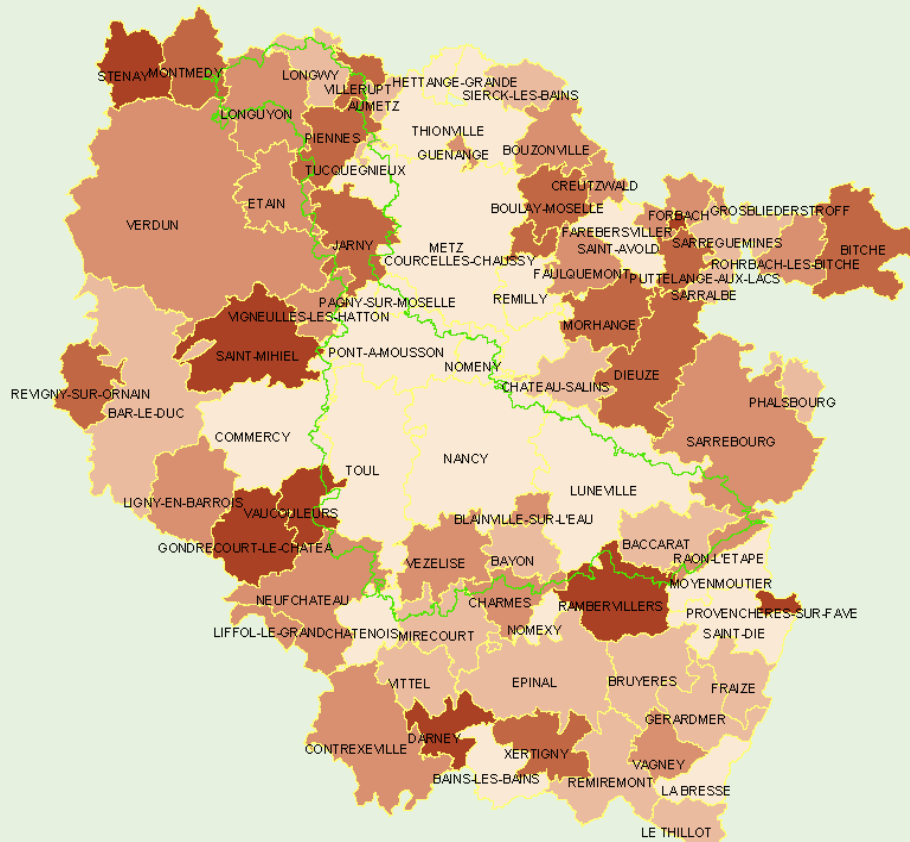 STENAY
MONTMEDY
LONGWY
VILLERUPT
HETTANGE-GRANDE
SIERCK-LES-BAINS
AUMETZ
LONGUYON
THIONVILLE
PIENNES
GUENANGE
BOUZONVILLE
TUCQUEGNIEUX
CREUTZWALD
ETAIN
BOULAY-MOSELLE
FORBACH
GROSBLIEDERSTROFF
VERDUN
FAREBERSVILLER
JARNY
METZ
SAINT-AVOLD
SARREGUEMINES
BITCHE
COURCELLES-CHAUSSY
ROHRBACH-LES-BITCHE
FAULQUEMONT
PUTTELANGE-AUX-LACS
REMILLY
SARRALBE
PAGNY-SUR-MOSELLE
VIGNEULLES-LES-HATTON
MORHANGE
SAINT-MIHIEL
PONT-A-MOUSSON
NOMENY
DIEUZE
CHATEAU-SALINS
REVIGNY-SUR-ORNAIN
PHALSBOURG
BAR-LE-DUC
COMMERCY
SARREBOURG
NANCY
TOUL
LUNEVILLE
LIGNY-EN-BARROIS
VAUCOULEURS
BLAINVILLE-SUR-L'EAU
GONDRECOURT-LE-CHATEA
BACCARAT
VEZELISE
BAYON
RAON-L'ETAPE
MOYENMOUTIER
NEUFCHATEAU
CHARMES
RAMBERVILLERS
PROVENCHERES-SUR-FAVE
LIFFOL-LE-GRAND
CHATENOIS
MIRECOURT
NOMEXY
SAINT-DIE
VITTEL
EPINAL
BRUYERES
FRAIZE
GERARDMER
DARNEY
CONTREXEVILLE
XERTIGNY
VAGNEY
BAINS-LES-BAINS
REMIREMONT
LA BRESSE
LE THILLOT